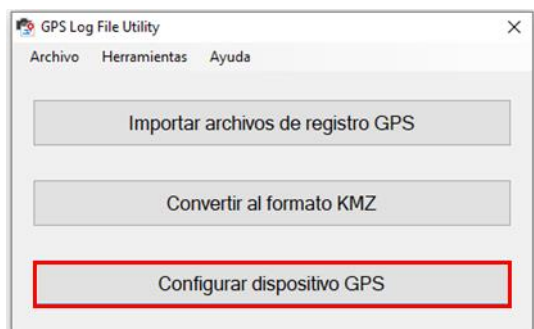 GPS Log File Utility
Archivo Herramientas Ayuda
Importar archivos de registro GPS
Convertir al formato KMZ
Configurar dispositivo GPS